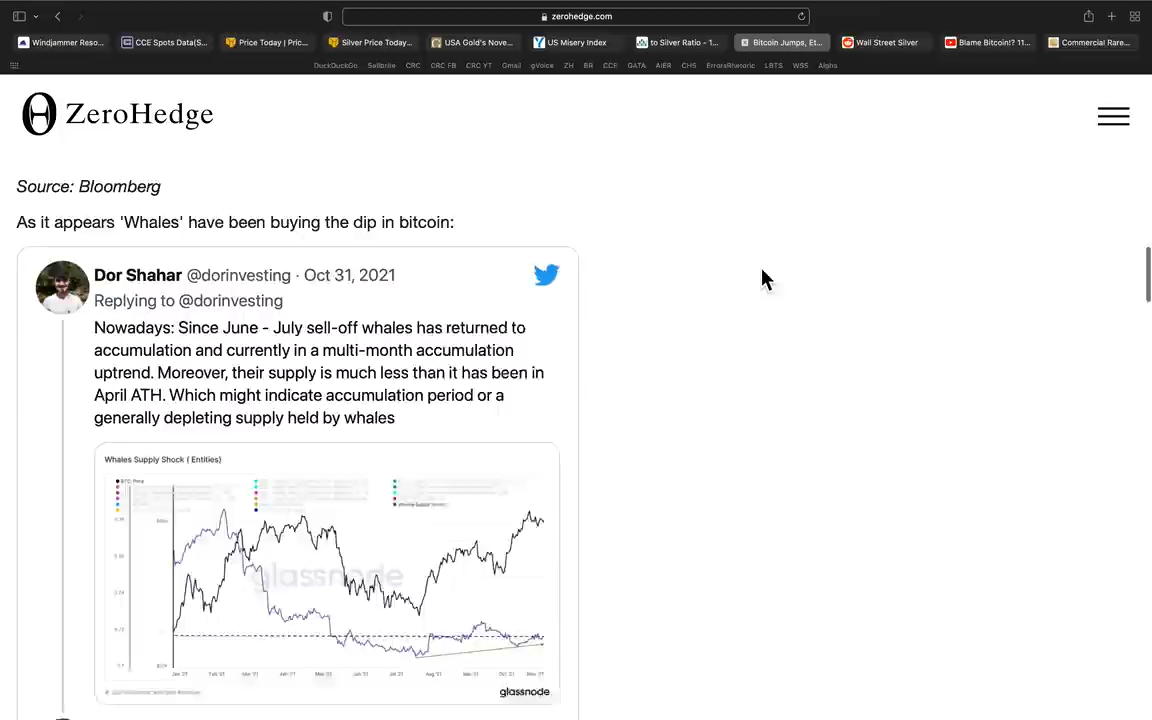 zerohedge.com
Windjammer Reso...
CCE Spots Data(S...
Price Today | Pric...
Silver Price Today...
USA Gold's Nove...
US Misery Index
to Silver Ratio - 1...
Bitcoin Jumps, Et...
Wall Street Silver
Blame Bitcoin!? 11...
Commercial Rare...
DuckDuckGo Sellbrite CRC CRC FB CRC YT Gmail gVoice ZH BR CCE GATA AIER CHS ErrorsRhetoric LBTS WSS Alpha
ZeroHedge
Source: Bloomberg
As it appears 'Whales' have been buying the dip in bitcoin:
Dor Shahar @dorinvesting · Oct 31, 2021
Replying to @dorinvesting
Nowadays: Since June - July sell-off whales has returned to
accumulation and currently in a multi-month accumulation
uptrend. Moreover, their supply is much less than it has been in
April ATH. Which might indicate accumulation period or a
generally depleting supply held by whales
Whales Supply Shock ( Entities)
BTC: Price
glassnode
glassnode